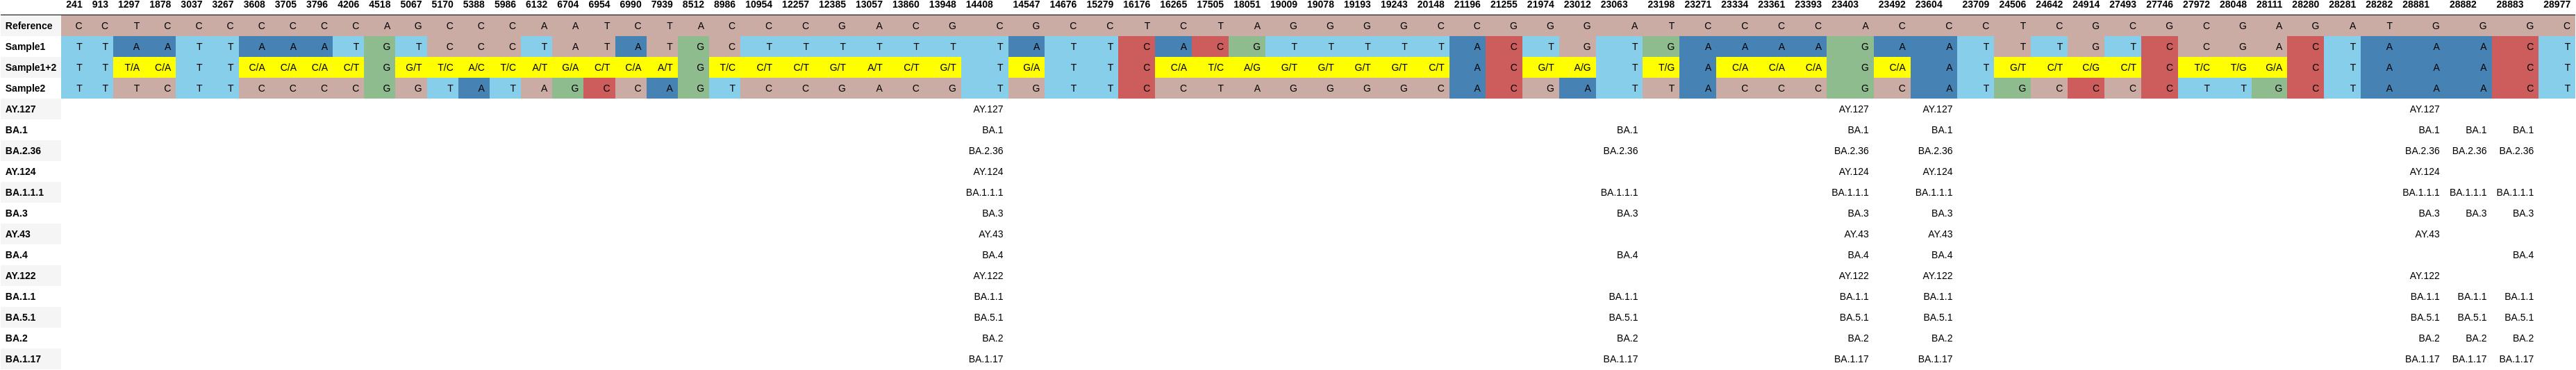 241 913 1297 1878 3037 3267 3608 3705 3796 4206 4518 5067 5170 5388 5986 6132 6704 6954 6990 7939 8512 8986 10954 12257 12385 13057 13860 13948 14408 14547 14676 15279 16176 16265 17505 18051 19009 19078 19193 19243 20148 21196 21255 21974 23012 23063 23198 23271 23334 23361 23393 23403 23492 23604 23709 24506 24642 24914 27493 27746 27972 28048 28111 28280 28281 28282 28881 28882 28883 28977
Reference C C T C C C C C C C A G C C C A A T C T A C C C G A C G C G C C T C T A G G G G C C G G G A T C C C C A C C C T C G C G C G A G A T G G G C
Sample1 T T A A T T A A A T G T C C C T A T A T G C T T T T T T T A T T C A C G T T T T T A C T G T G A A A A G A A T T T G T C C G A C T A A A C T
Sample1+2 T T T/A C/A T T C/A C/A C/A C/T G G/T T/C A/C T/C A/T G/A C/T C/A A/T G T/C C/T C/T G/T A/T C/T G/T T G/A T T C C/A T/C A/G G/T G/T G/T G/T C/T A C G/T A/G T T/G A C/A C/A C/A G C/A A T G/T C/T C/G C/T C T/C T/G G/A C T A A A C T
Sample2 T T T C T T C C C C G G T A T A G C C A G T C C G A C G T G T T C C T A G G G G C A C G A T T A C C C G C A T G C C C C T T G C T A A A C T
AY.127 AY.127 AY.127 AY.127 AY.127
BA.1 BA.1 BA.1 BA.1 BA.1 BA.1 BA.1 BA.1
BA.2.36 BA.2.36 BA.2.36 BA.2.36 BA.2.36 BA.2.36 BA.2.36 BA.2.36
AY.124 AY.124 AY.124 AY.124 AY.124
BA.1.1.1 BA.1.1.1 BA.1.1.1 BA.1.1.1 BA.1.1.1 BA.1.1.1 BA.1.1.1 BA.1.1.1
BA.3 BA.3 BA.3 BA.3 BA.3 BA.3 BA.3 BA.3
AY.43 AY.43 AY.43 AY.43 AY.43
BA.4 BA.4 BA.4 BA.4 BA.4 BA.4
AY.122 AY.122 AY.122 AY.122 AY.122
BA.1.1 BA.1.1 BA.1.1 BA.1.1 BA.1.1 BA.1.1 BA.1.1 BA.1.1
BA.5.1 BA.5.1 BA.5.1 BA.5.1 BA.5.1 BA.5.1 BA.5.1 BA.5.1
BA.2 BA.2 BA.2 BA.2 BA.2 BA.2 BA.2 BA.2
BA.1.17 BA.1.17 BA.1.17 BA.1.17 BA.1.17 BA.1.17 BA.1.17 BA.1.17